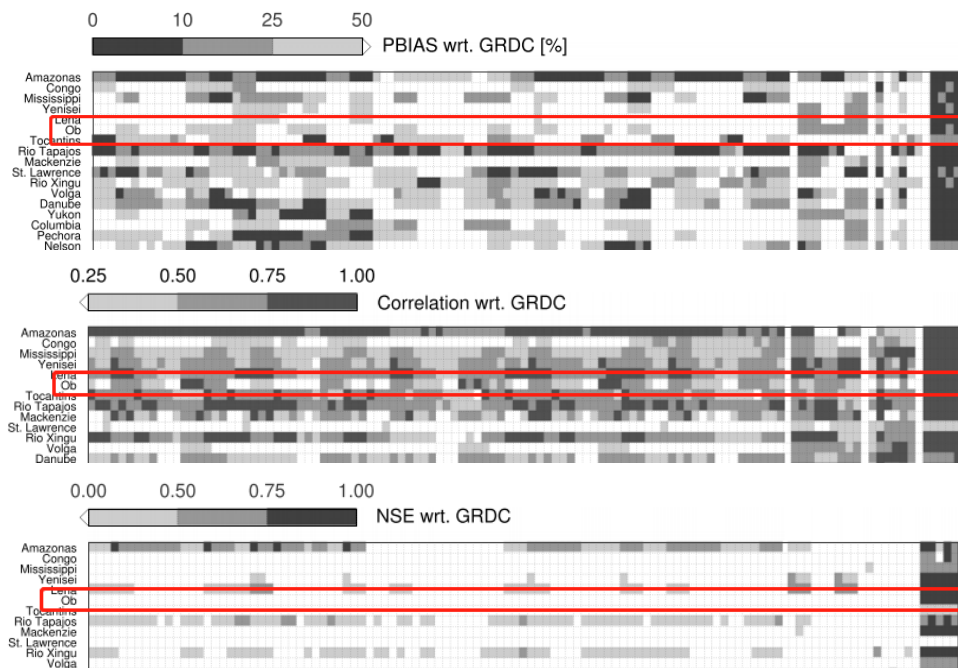 0 10 25 50
PBIAS wrt. GRDC [%]
Amazonas
Congo
Mississippi
Yenisei
Lena
Ob
Tocantins
Rio Tapajos
Mackenzie
St. Lawrence
Rio Xingu
Volga
Danube
Yukon
Columbia
Pechora
Nelson
0.25 0.50 0.75 1.00
Correlation wrt. GRDC
Amazonas
Congo
Mississippi
Yenisei
Lena
Ob
Tocantins
Rio Tapajos
Mackenzie
St. Lawrence
Rio Xingu
Volga
Danube
0.00 0.50 0.75 1.00
NSE wrt. GRDC
Amazonas
Congo
Mississippi
Yenisei
Lena
Ob
Tocantins
Rio Tapajos
Mackenzie
St. Lawrence
Rio Xingu
Volga